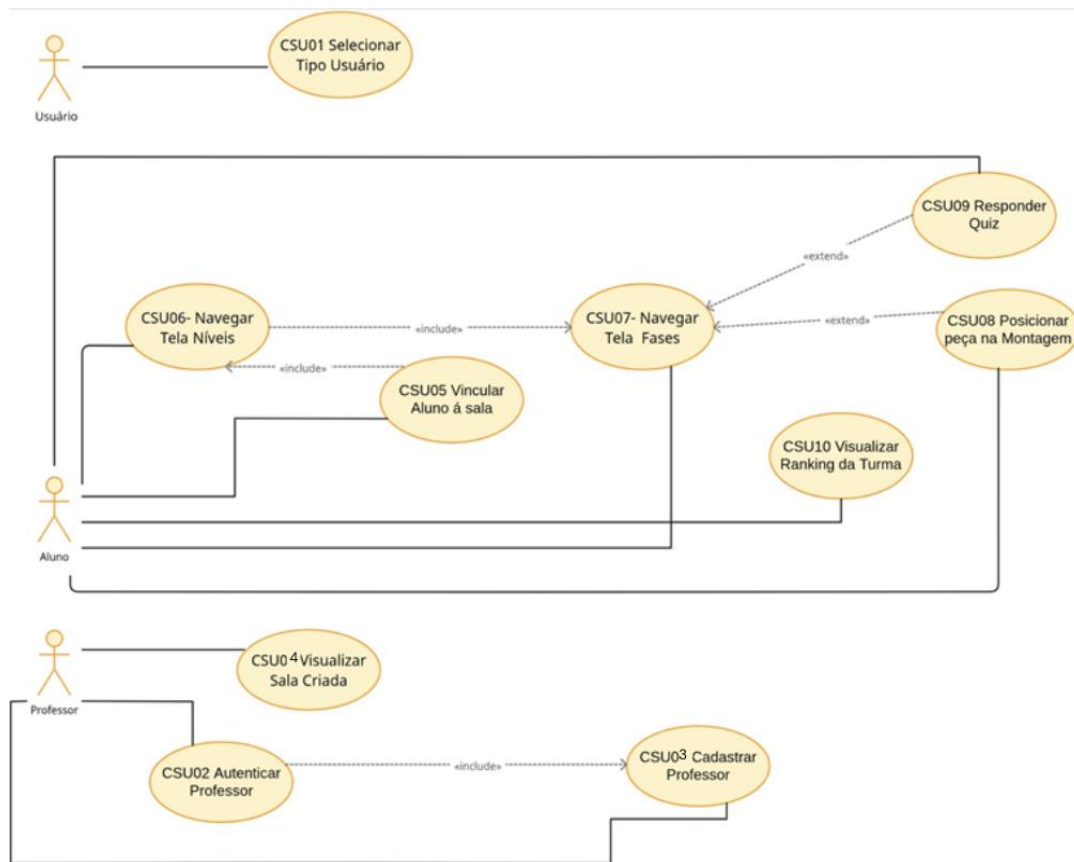 CSU01 Selecionar
Tipo Usuário
Usuário
CSU09 Responder
Quiz
«extend»
CSU06- Navegar
Tela Níveis
«include»
CSU07- Navegar
Tela Fases
«extend»
CSU08 Posicionar
peça na Montagem
«include»
CSU05 Vincular
Aluno á sala
CSU10 Visualizar
Ranking da Turma
Aluno
CSU04 Visualizar
Sala Criada
Professor
CSU02 Autenticar
Professor
«include»
CSU03 Cadastrar
Professor